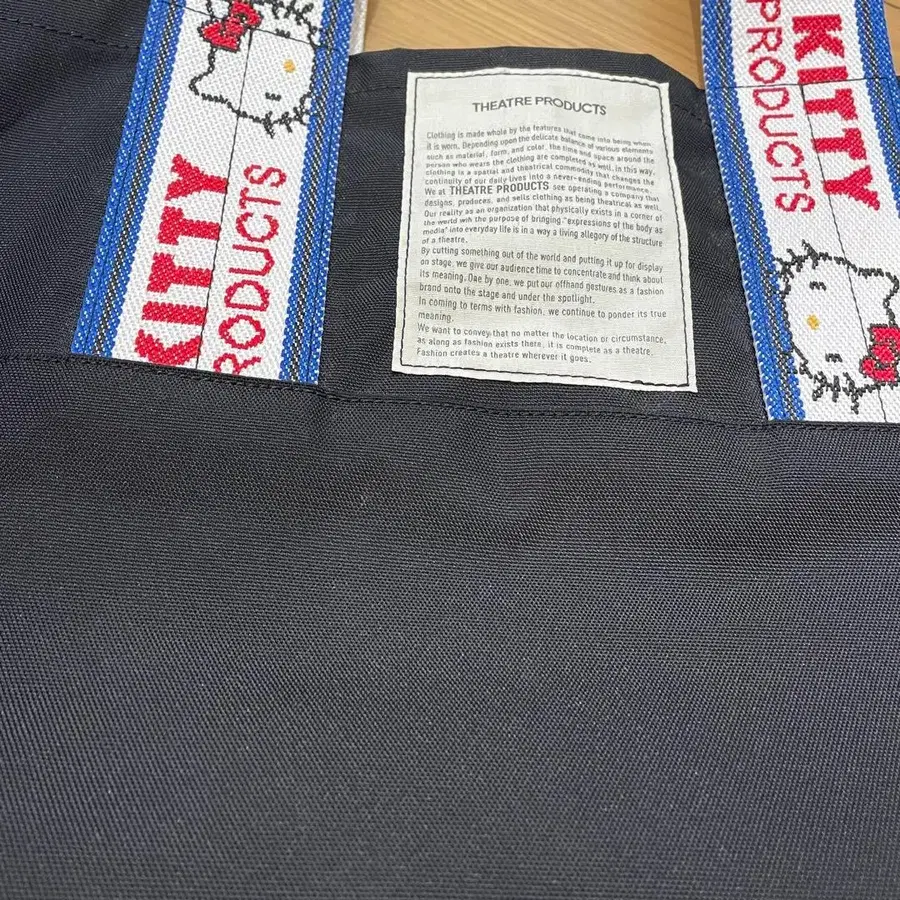 KITTY
RODUCTS
THEATRE PRODUCTS
Clothing is made whole by the features that come into being when
it is worn. Depending upon the delicate balance of various elements
such as material, form, and color, the time and space around the
person who wears the clothing are completed as well, in this way,
clothing is a spatial and theatrical commodity that changes the
continuity of our daily lives into a never-ending performance.
We at THEATRE PRODUCTS see operating a company that
designs, produces, and sells clothing as being theatrical as well.
Our reality as an organization that physically exists in a corner of
the world with the purpose of bringing "expressions of the body as
media" into everyday life is in a way a living allegory of the structure
of a theatre.
By cutting something out of the world and putting it up for display
on stage, we give our audience time to concentrate and think about
its meaning. One by one, we put our offhand gestures as a fashion
brand onto the stage and under the spotlight.
In coming to terms with fashion, we continue to ponder its true
meaning.
We want to convey that no matter the location or circumstance,
as along as fashion exists there, it is complete as a theatre.
Fashion creates a theatre wherever it goes.
KITTY
PRODUCTS